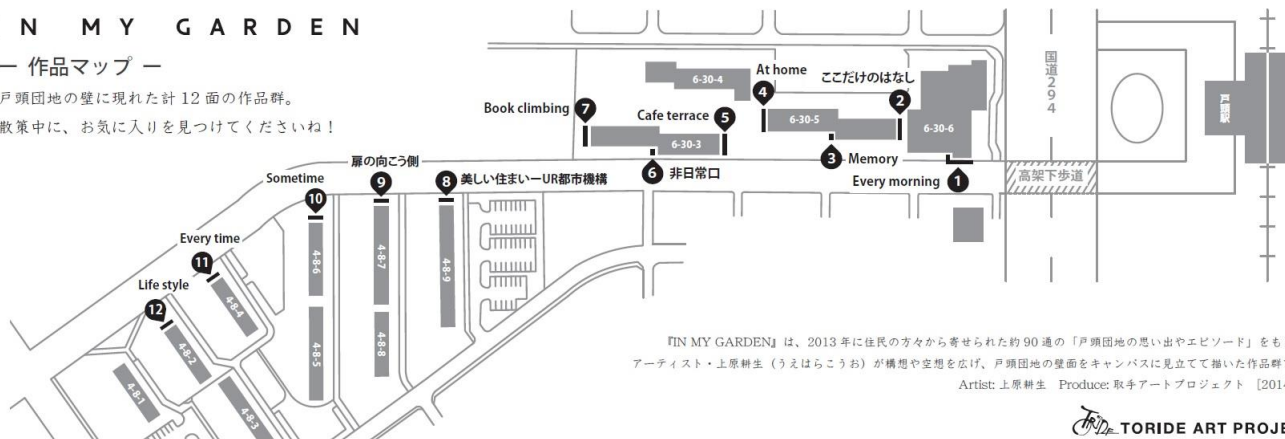 IN MY GARDEN
— 作品マップ —
戸頭団地の壁に現れた計12面の作品群。
散策中に、お気に入りを見つけてくださいね！
Book climbing
7
6-30-4
At home
4
ここだけのはなし
2
国道294
戸頭駅
Cafe terrace
5
6-30-5
6-30-6
6-30-3
3
Memory
6
非日常口
Every morning
1
高架下歩道
扉の向こう側
9
8
美しい住まいーUR都市機構
Sometime
10
Every time
11
Life style
12
4-8-6
4-8-7
4-8-9
4-8-4
4-8-2
4-8-5
4-8-8
4-8-1
4-8-3
『IN MY GARDEN』は、2013年に住民の方々から寄せられた約90通の「戸頭団地の思い出やエピソード」をも
アーティスト・上原耕生（うえはらこうお）が構想や空想を広げ、戸頭団地の壁面をキャンバスに見立てて描いた作品群
Artist: 上原耕生 Produce: 取手アートプロジェクト [2014
TRIDE TORIDE ART PROJE